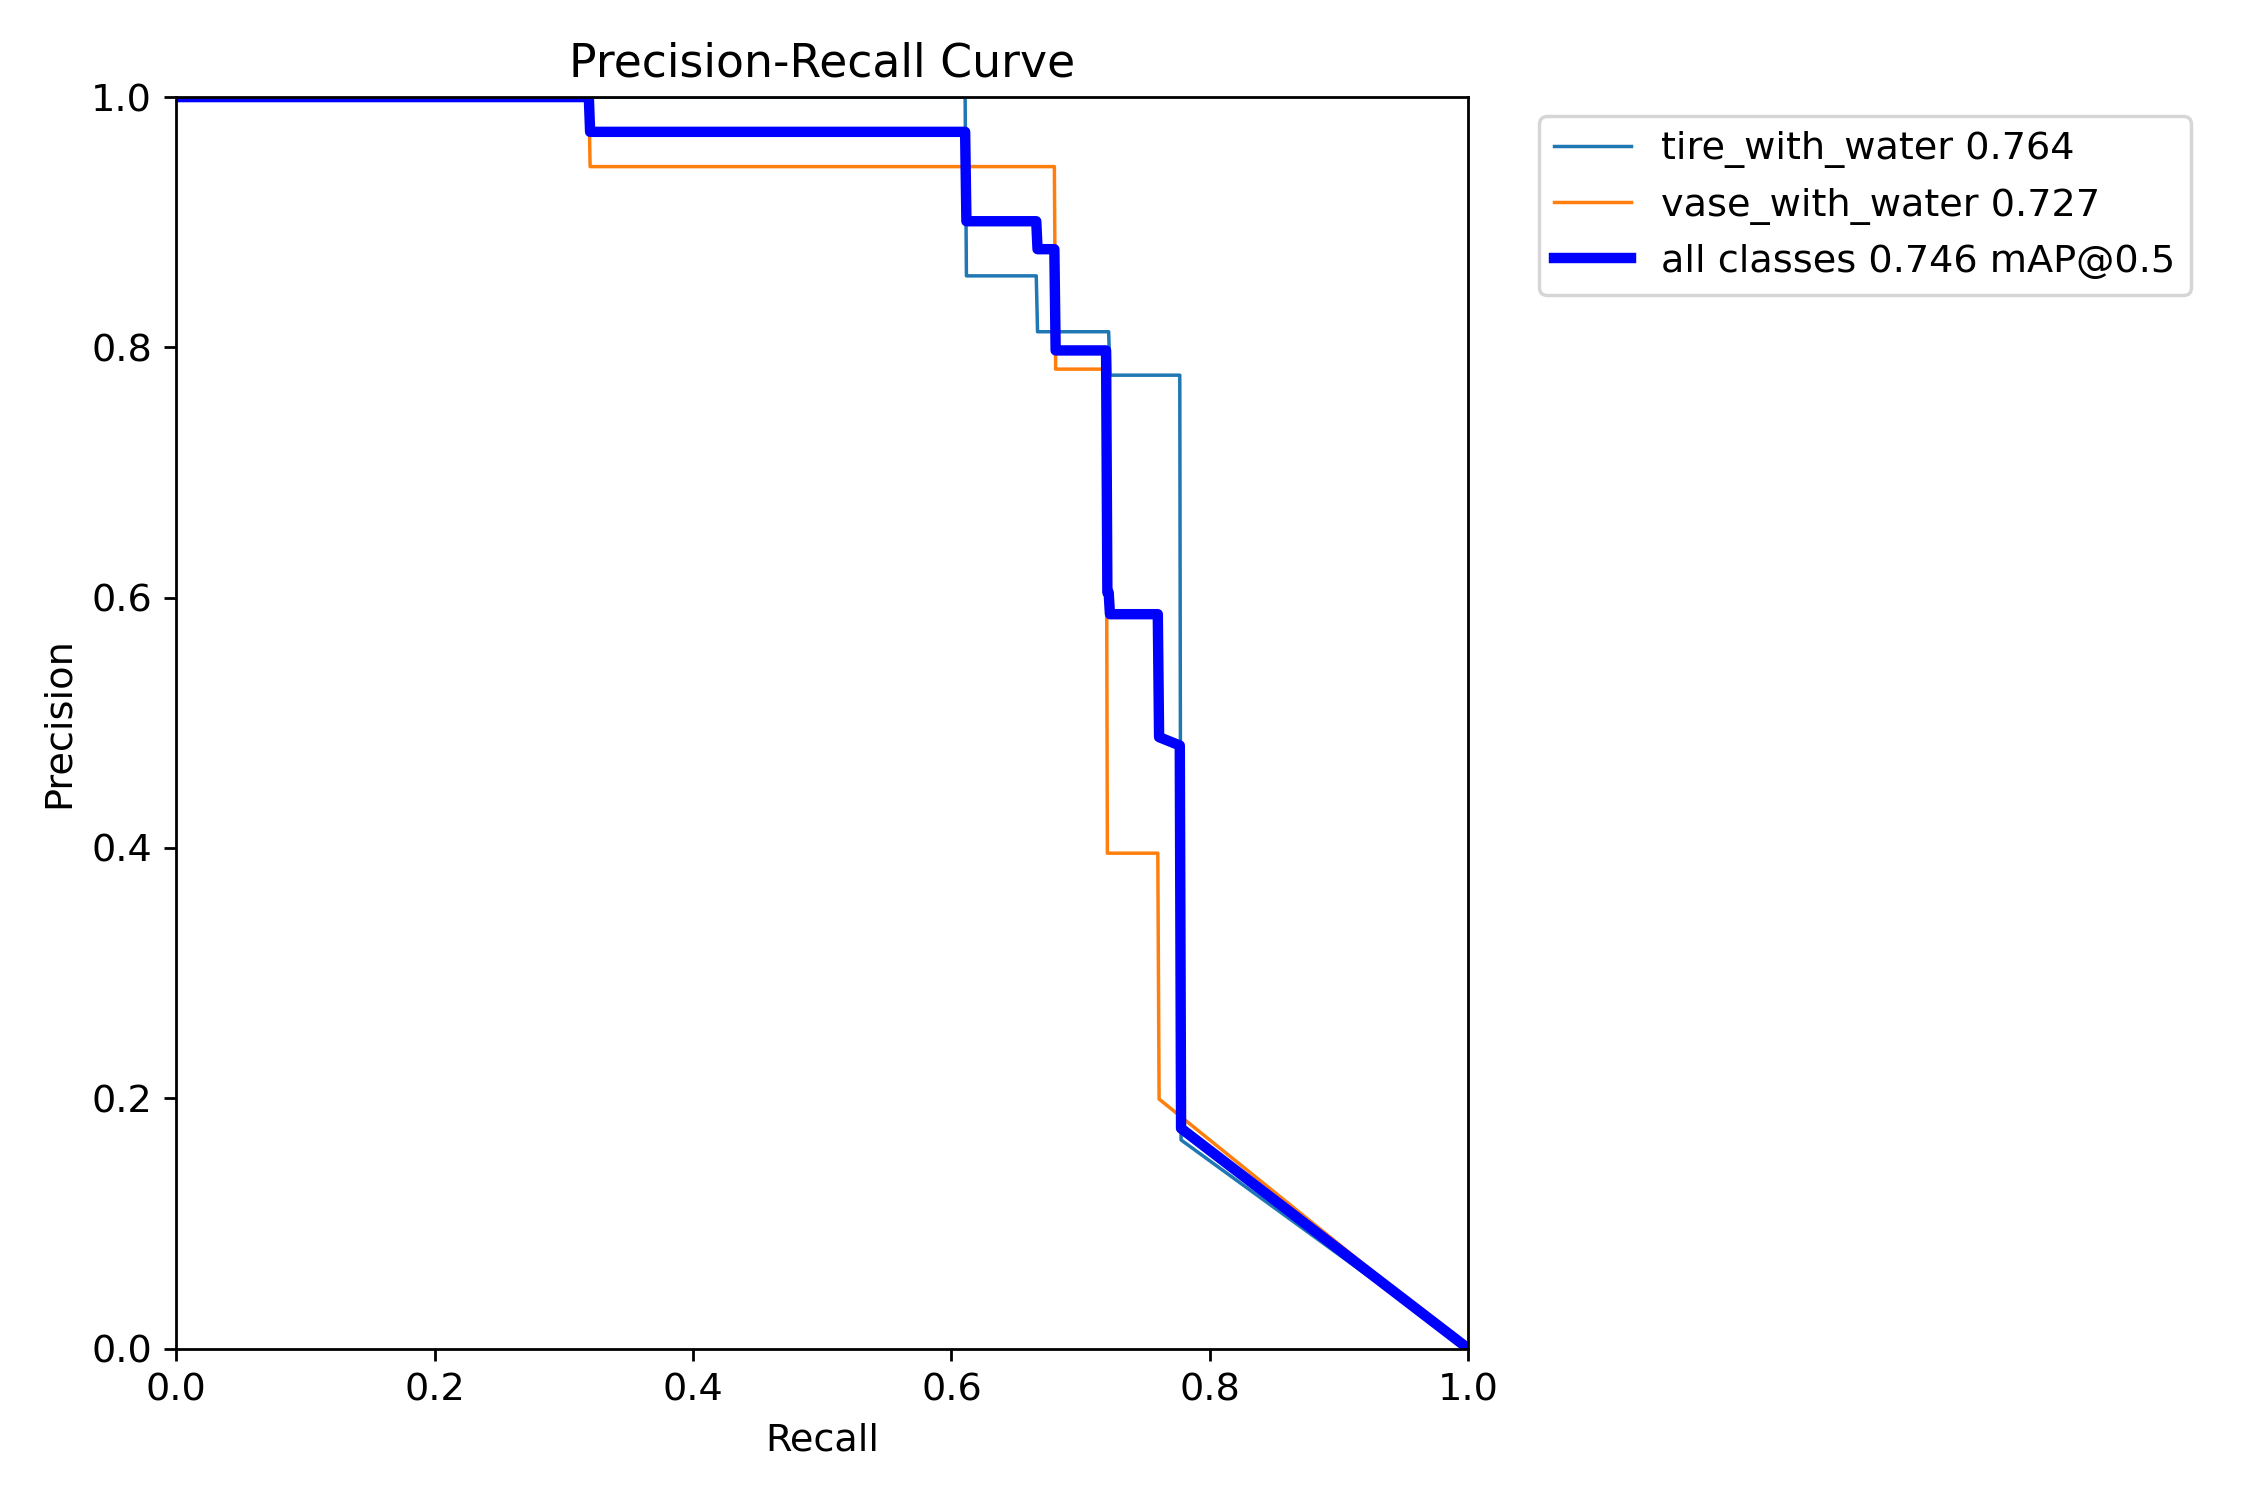 Precision-Recall Curve
1.0
0.8
0.6
0.4
0.2
0.0
Precision
0.0 0.2 0.4 0.6 0.8 1.0
Recall
tire_with_water 0.764
vase_with_water 0.727
all classes 0.746 mAP@0.5